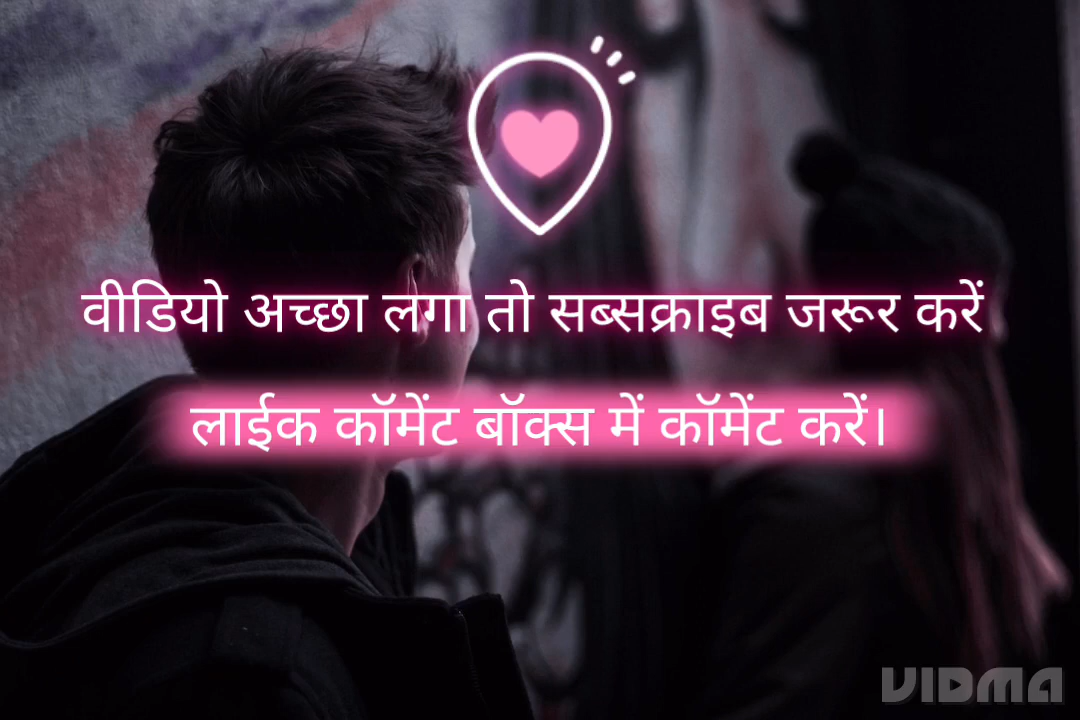 वीडियो अच्छा लगा तो सब्सक्राइब जरूर करें
लाईक कॉमेंट बॉक्स में कॉमेंट करें।
VIDMA